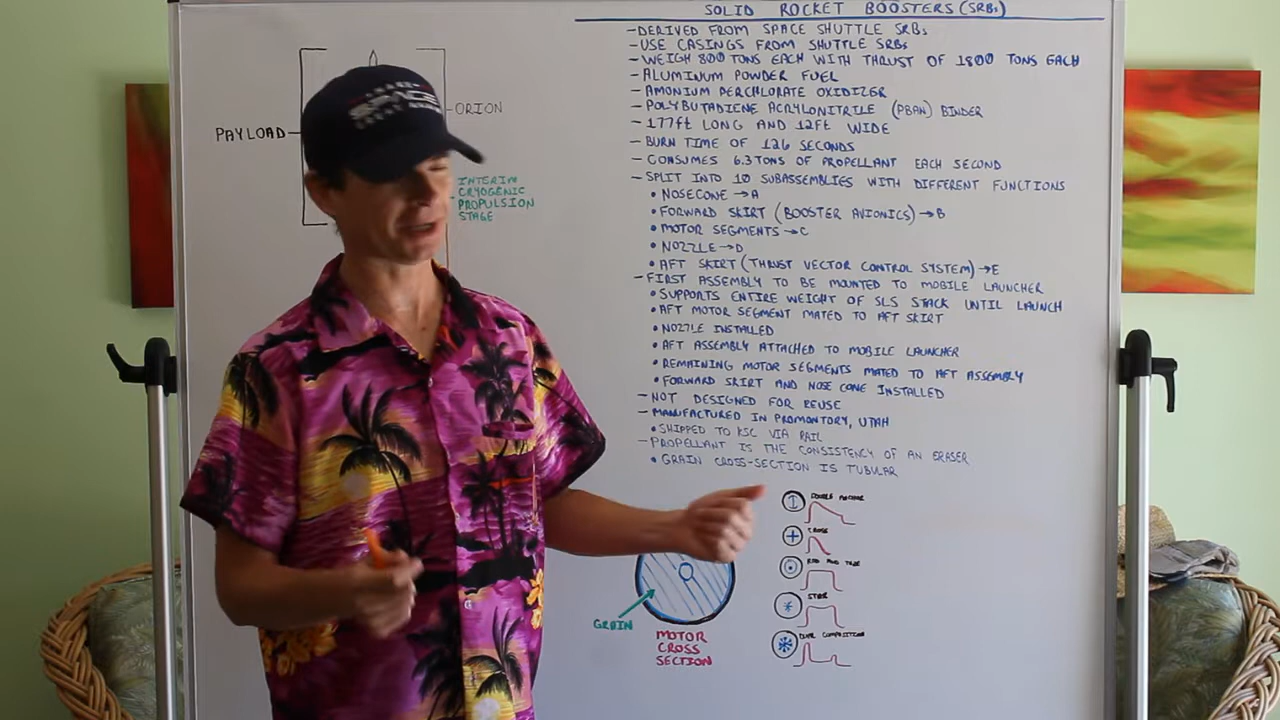 SOLID ROCKET BOOSTERS (SRBs)
-DERIVED FROM SPACE SHUTTLE SRBs
-USE CASINGS FROM SHUTTLE SRBs
-WEIGH 800 TONS EACH WITH THRUST OF 1800 TONS EACH
-ALUMINUM POWDER FUEL
-AMONIUM PERCHLORATE OXIDIZER
-POLYBUTADIENE ACRYLONITRILE (PBAN) BINDER
-177ft LONG AND 12ft WIDE
-BURN TIME OF 126 SECONDS
-CONSUMES 6.3 TONS OF PROPELLANT EACH SECOND
-SPLIT INTO 10 SUBASSEMBLIES WITH DIFFERENT FUNCTIONS
•NOSECONE→A
•FORWARD SKIRT (BOOSTER AVIONICS)→B
•MOTOR SEGMENTS→C
•NOZZLE→D
•AFT SKIRT (THRUST VECTOR CONTROL SYSTEM)→E
-FIRST ASSEMBLY TO BE MOUNTED TO MOBILE LAUNCHER
•SUPPORTS ENTIRE WEIGHT OF SLS STACK UNTIL LAUNCH
•AFT MOTOR SEGMENT MATED TO AFT SKIRT
•NOZZLE INSTALLED
•AFT ASSEMBLY ATTACHED TO MOBILE LAUNCHER
•REMAINING MOTOR SEGMENTS MATED TO AFT ASSEMBLY
•FORWARD SKIRT AND NOSE CONE INSTALLED
-NOT DESIGNED FOR REUSE
-MANUFACTURED IN PROMONTORY, UTAH
•SHIPPED TO KSC VIA RAIL
-PROPELLANT IS THE CONSISTENCY OF AN ERASER
•GRAIN CROSS-SECTION IS TUBULAR
PAYLOAD
ORION
INTERIM
CRYOGENIC
PROPULSION
STAGE
GRAIN
MOTOR
CROSS
SECTION
DOUBLE ANCHOR
CROSS
ROD AND TUBE
STAR
DUAL COMPOSITION